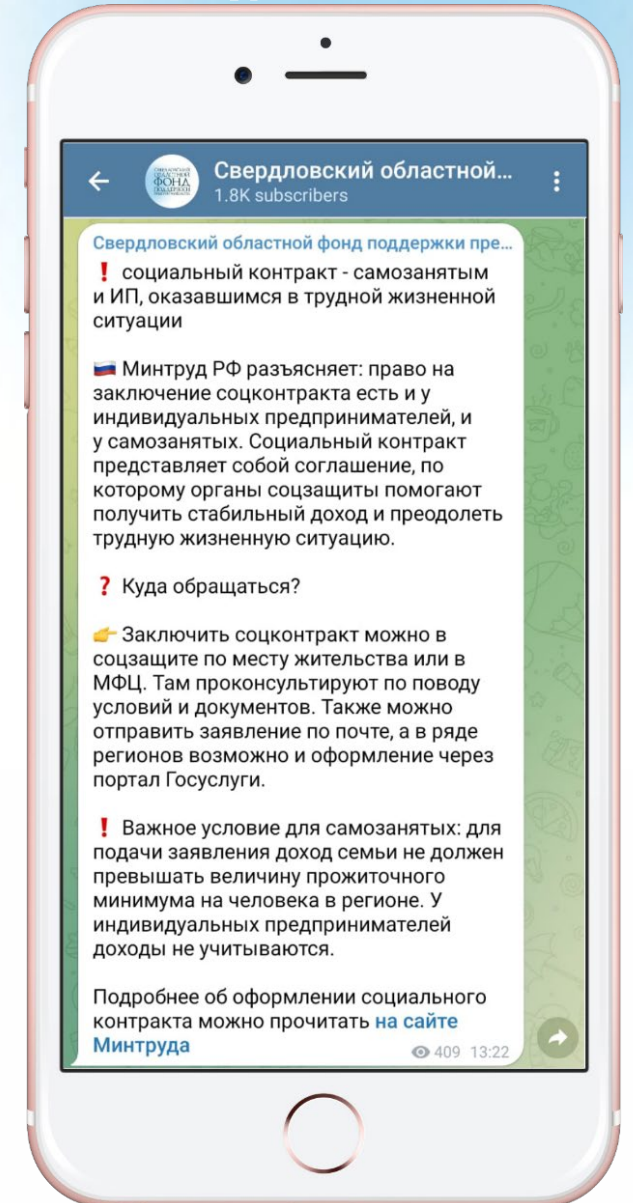 Свердловский областной...
1.8K subscribers
ФОНД
Свердловский областной фонд поддержки пре...
❗ социальный контракт - самозанятым
и ИП, оказавшимся в трудной жизненной
ситуации
🇷🇺 Минтруд РФ разъясняет: право на
заключение соцконтракта есть и у
индивидуальных предпринимателей, и
у самозанятых. Социальный контракт
представляет собой соглашение, по
которому органы соцзащиты помогают
получить стабильный доход и преодолеть
трудную жизненную ситуацию.
❓ Куда обращаться?
👉 Заключить соцконтракт можно в
соцзащите по месту жительства или в
МФЦ. Там проконсультируют по поводу
условий и документов. Также можно
отправить заявление по почте, а в ряде
регионов возможно и оформление через
портал Госуслуги.
❗ Важное условие для самозанятых: для
подачи заявления доход семьи не должен
превышать величину прожиточного
минимума на человека в регионе. У
индивидуальных предпринимателей
доходы не учитываются.
Подробнее об оформлении социального
контракта можно прочитать на сайте
Минтруда
409 13:22